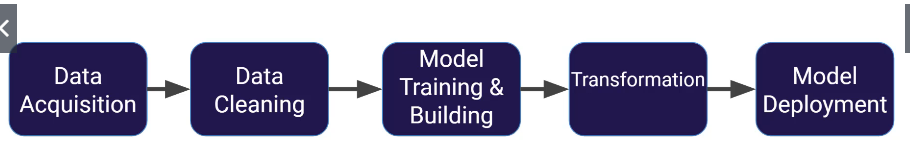 Data
Acquisition
Data
Cleaning
Model
Training &
Building
Transformation
Model
Deployment